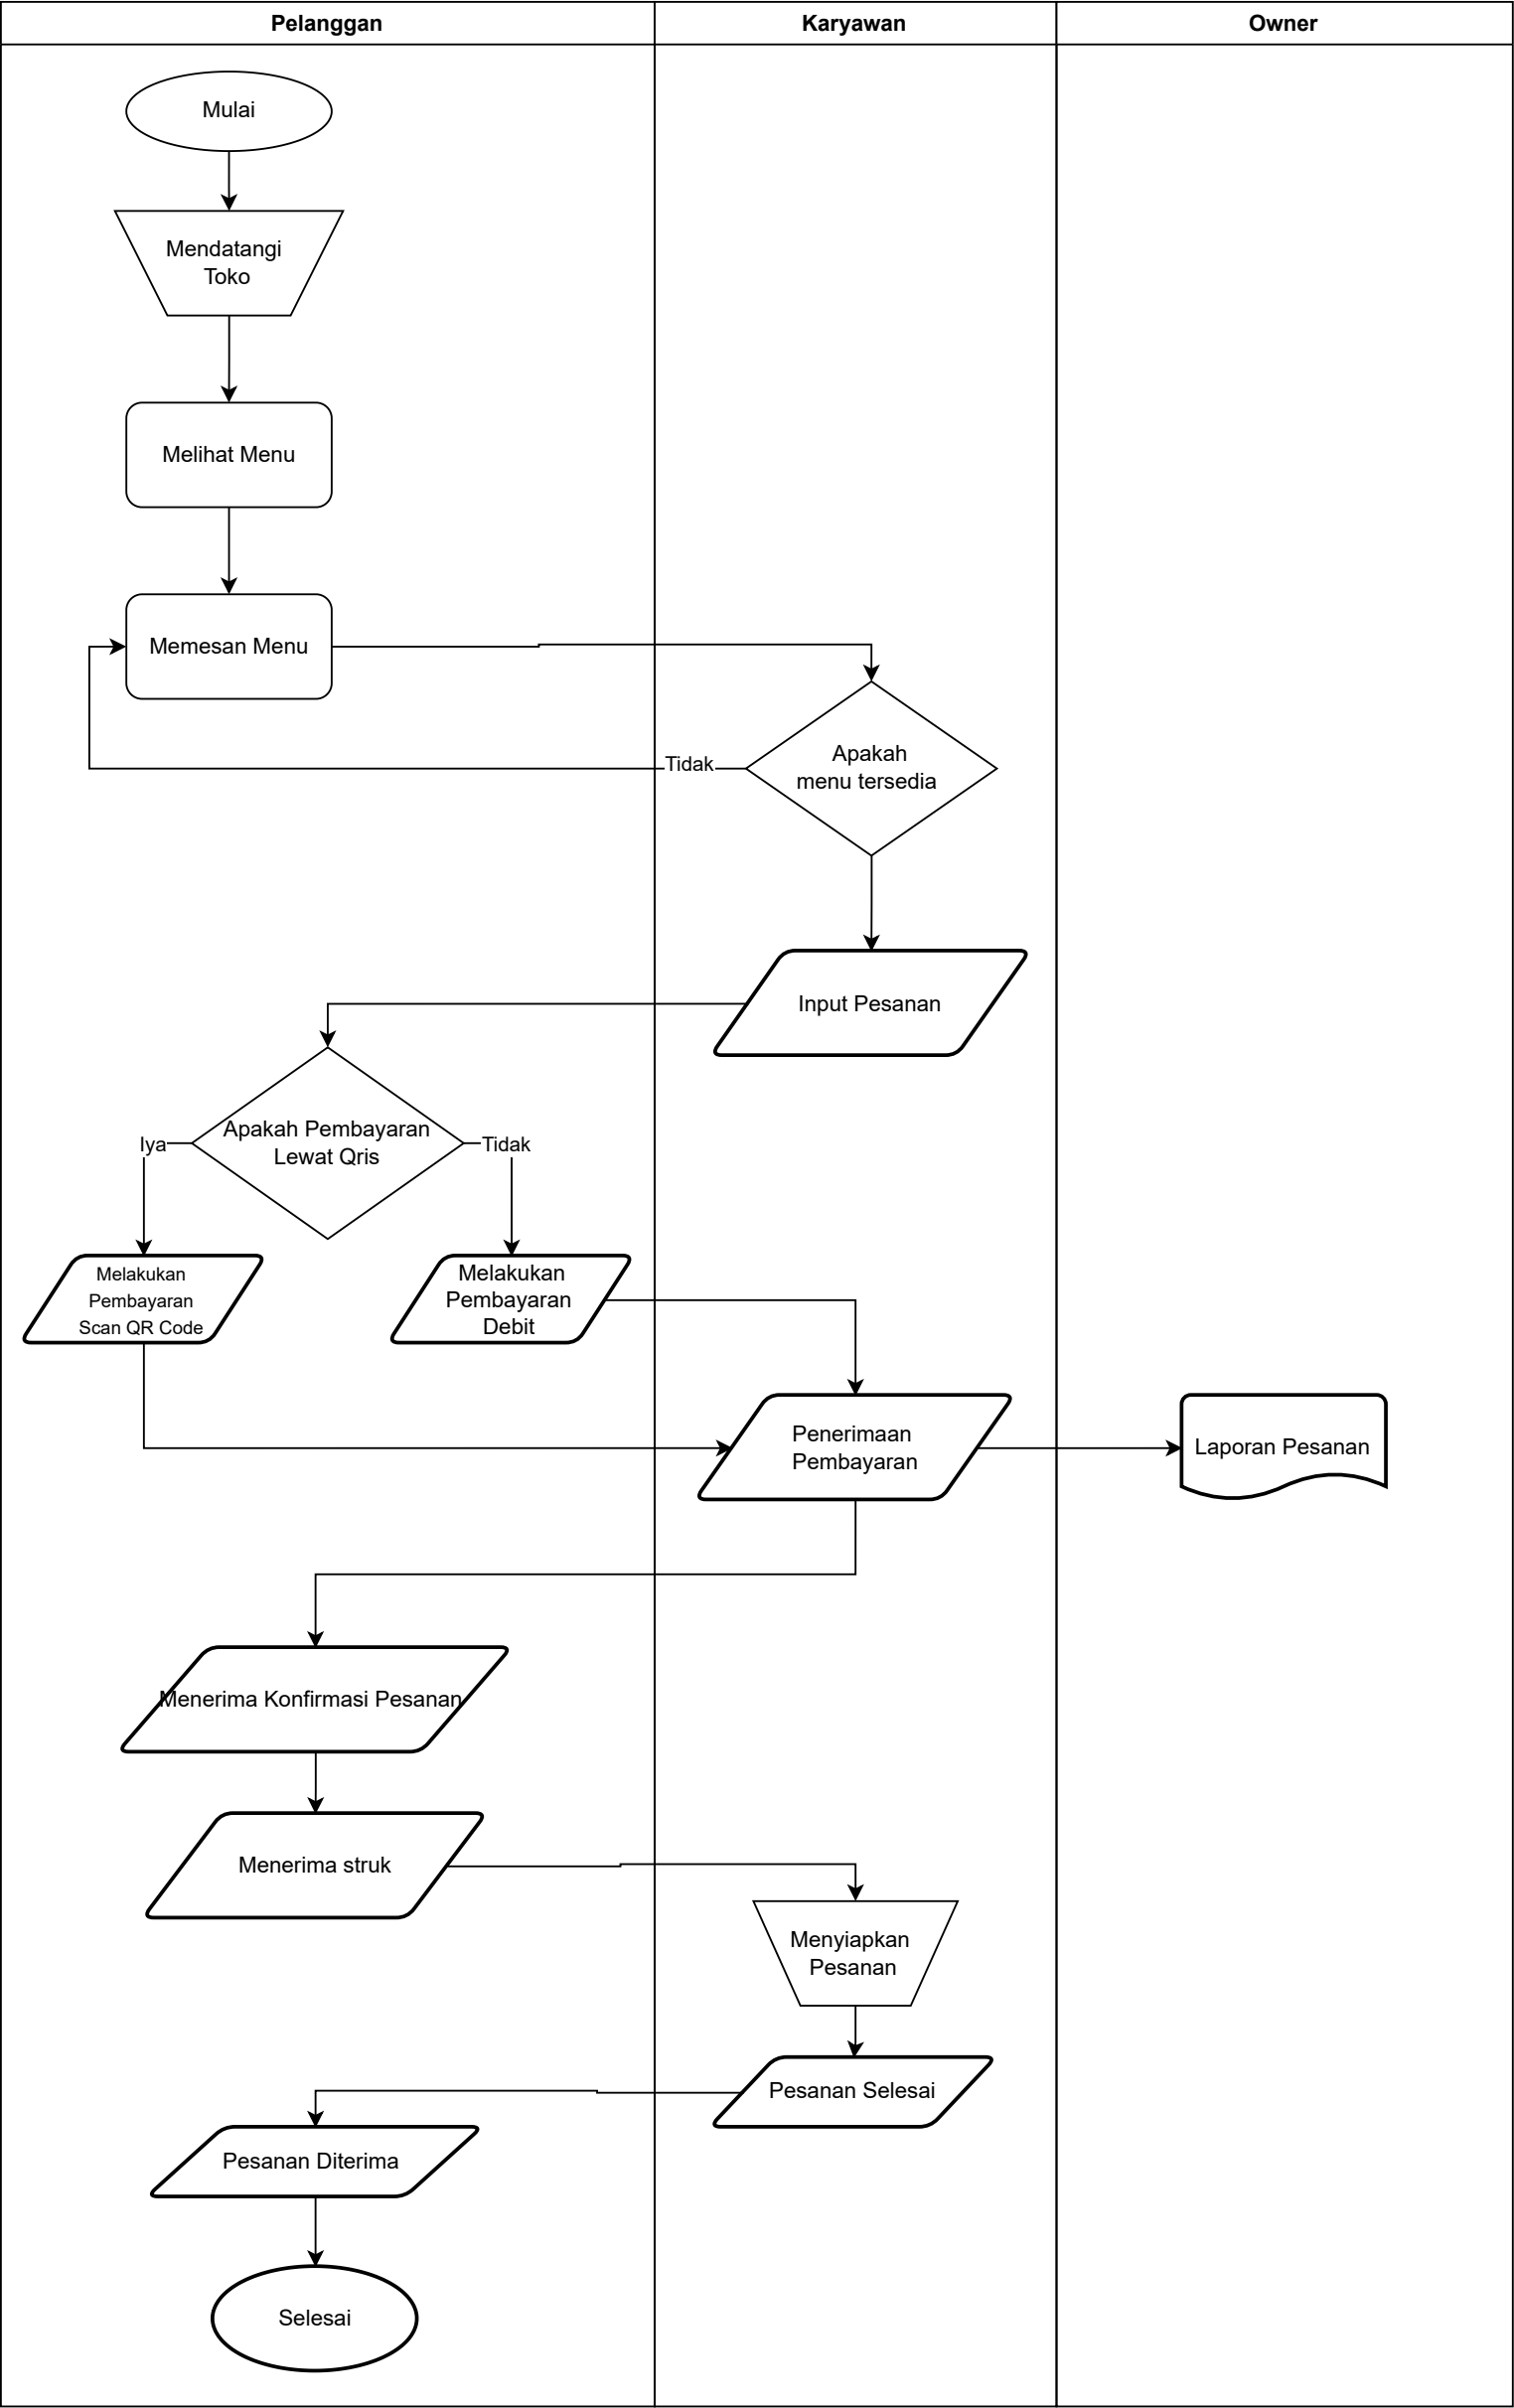 Pelanggan
Karyawan
Owner
Mulai
Mendatangi
Toko
Melihat Menu
Memesan Menu
Apakah
menu tersedia
Tidak
Input Pesanan
Apakah Pembayaran
Lewat Qris
Iya
Tidak
Melakukan
Pembayaran
Scan QR Code
Melakukan
Pembayaran
Debit
Penerimaan
Pembayaran
Laporan Pesanan
Menerima Konfirmasi Pesanan
Menerima struk
Menyiapkan
Pesanan
Pesanan Selesai
Pesanan Diterima
Selesai